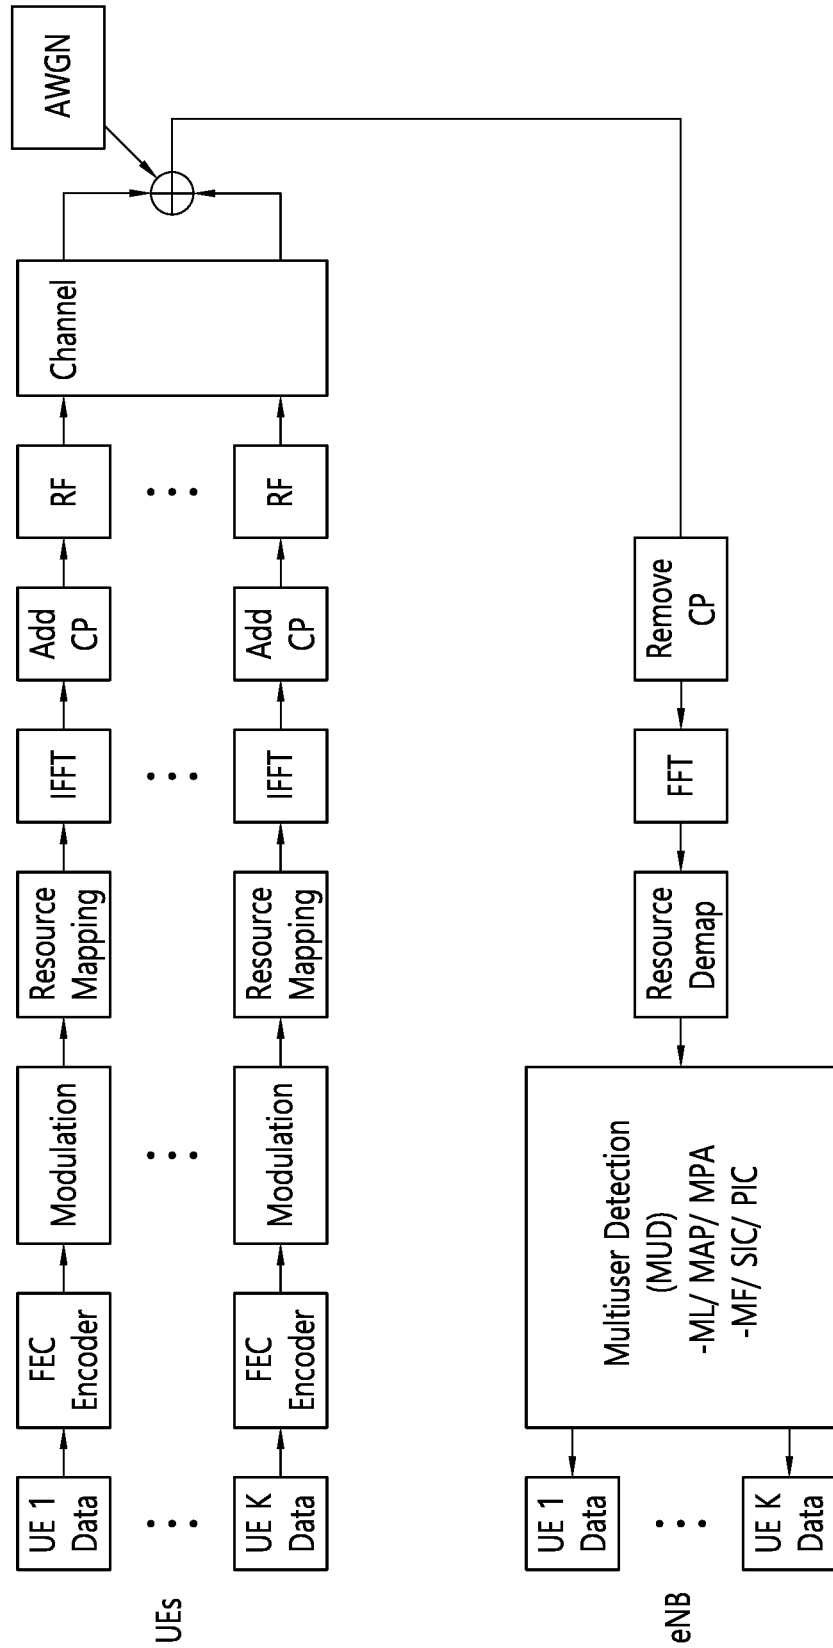 UEs
UE 1
Data
FEC
Encoder
Modulation
Resource
Mapping
IFFT
Add
CP
RF
Channel
AWGN
UE K
Data
FEC
Encoder
Modulation
Resource
Mapping
IFFT
Add
CP
RF
eNB
UE 1
Data
UE K
Data
Multiuser Detection
(MUD)
-ML/ MAP/ MPA
-MF/ SIC/ PIC
Resource
Demap
FFT
Remove
CP